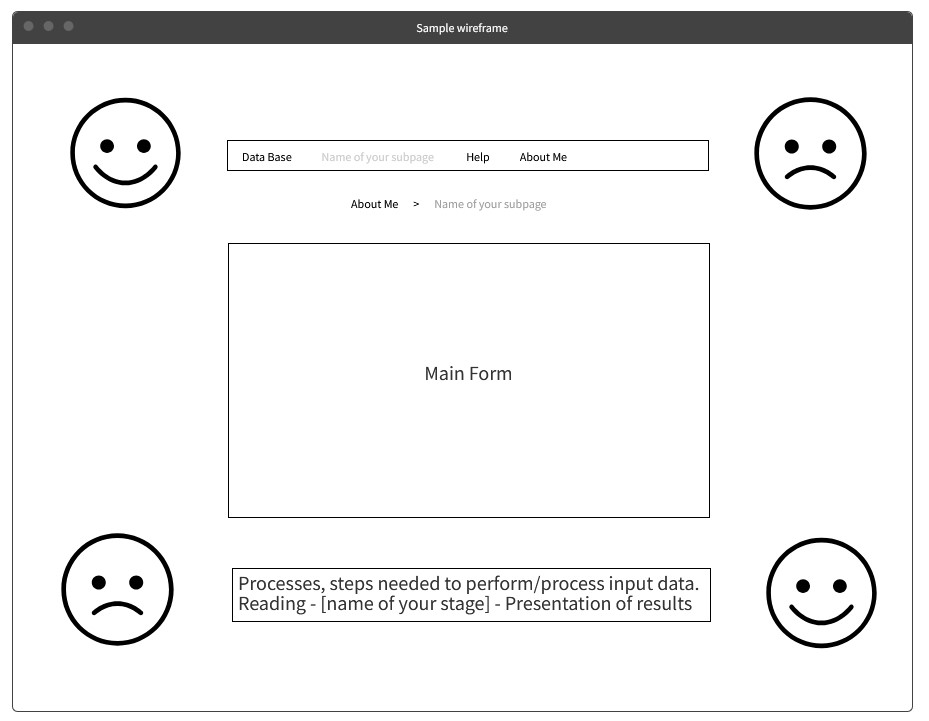 Sample wireframe
Data Base Name of your subpage Help About Me
About Me > Name of your subpage
Main Form
Processes, steps needed to perform/process input data.
Reading - [name of your stage] - Presentation of results